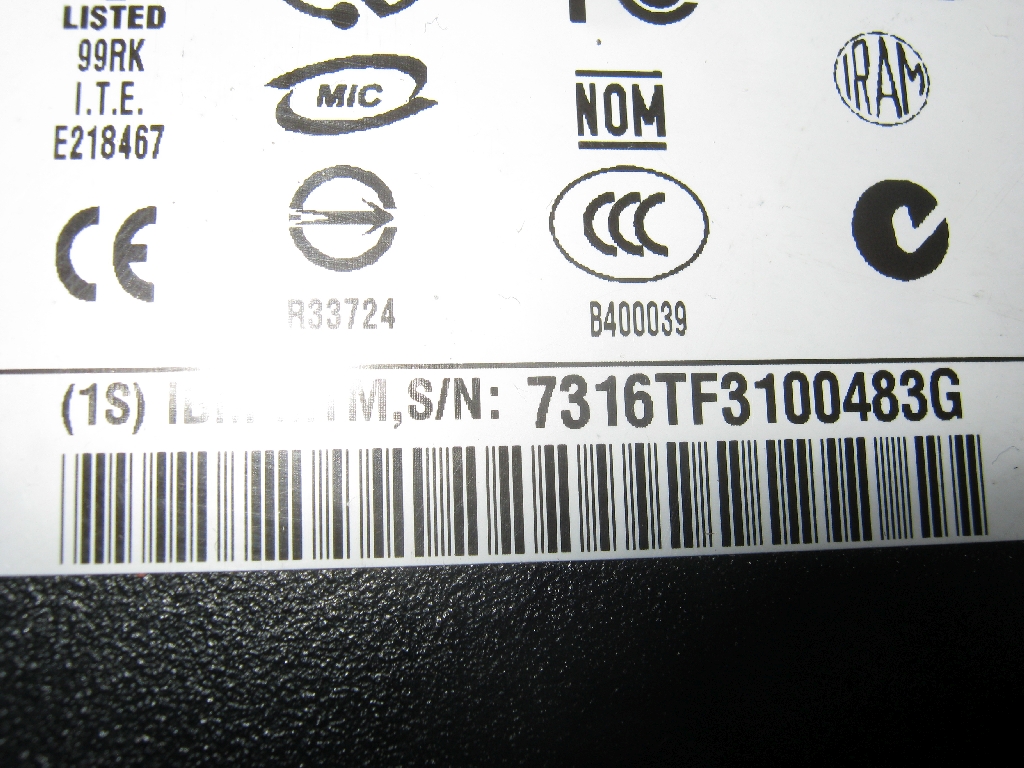 LISTED
99RK
I.T.E.
E218467
MIC
NOM
IRAM
CE
CCC
R33724
B400039
(1S) M,S/N: 7316TF3100483G